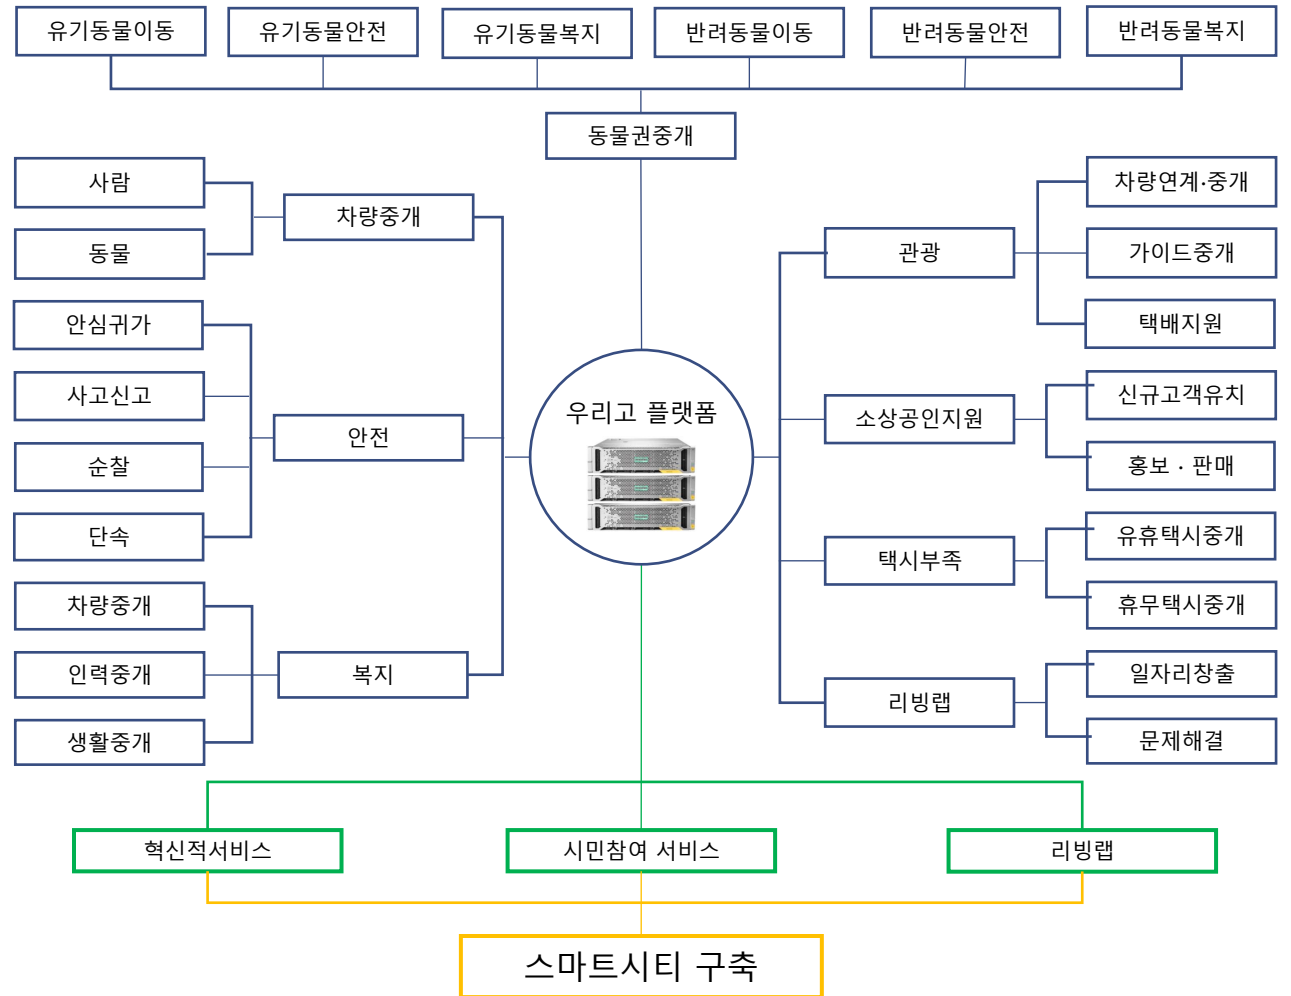 유기동물이동
유기동물안전
유기동물복지
반려동물이동
반려동물안전
반려동물복지
동물권중개
사람
동물
차량중개
안심귀가
사고신고
순찰
단속
안전
차량중개
인력중개
생활중개
복지
우리고 플랫폼
관광
차량연계·중개
가이드중개
택배지원
소상공인지원
신규고객유치
홍보 · 판매
택시부족
유휴택시중개
휴무택시중개
리빙랩
일자리창출
문제해결
혁신적서비스
시민참여 서비스
리빙랩
스마트시티 구축